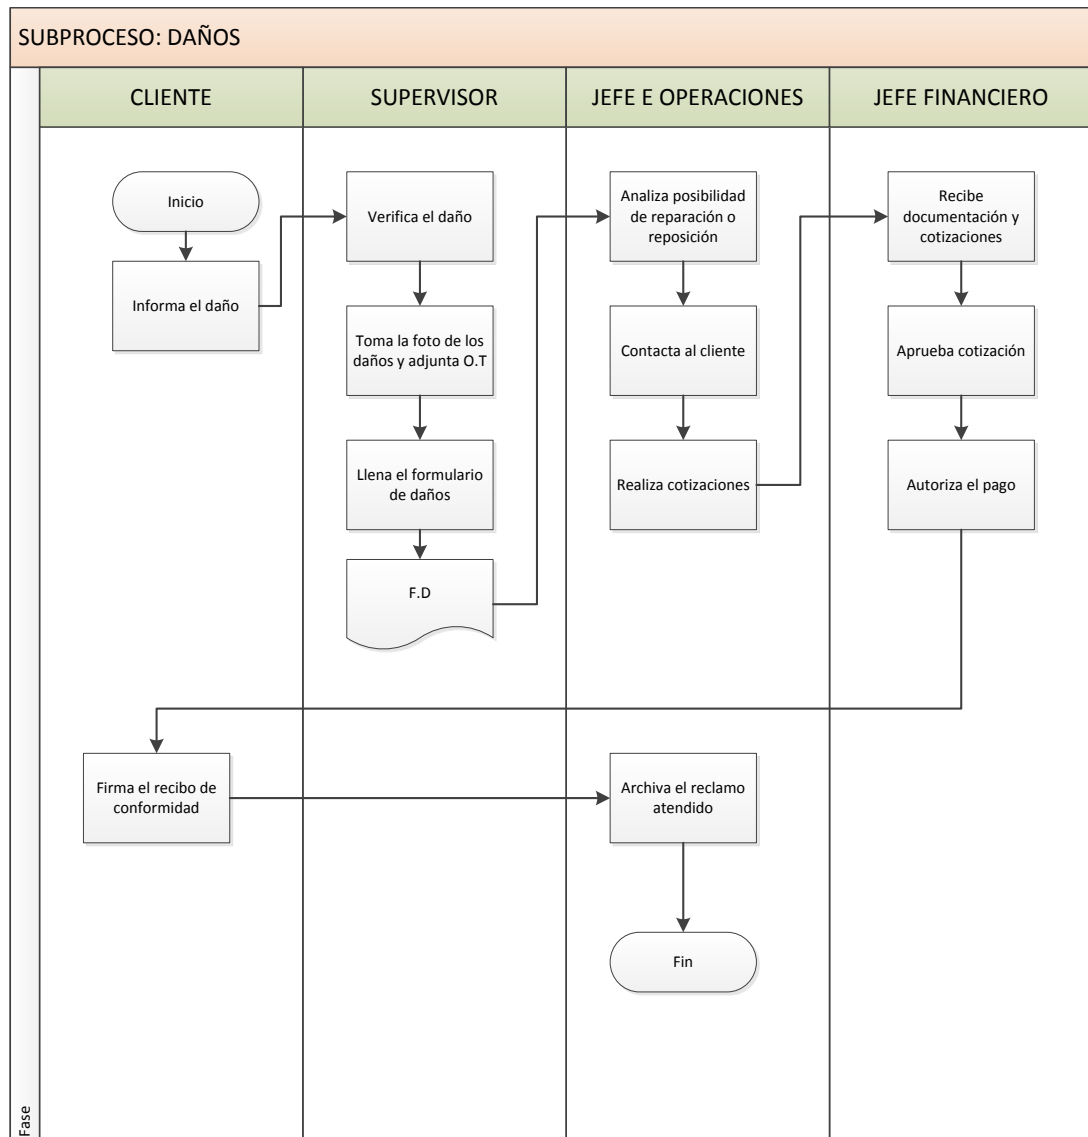 SUBPROCESO: DAÑOS
CLIENTE
SUPERVISOR
JEFE E OPERACIONES
JEFE FINANCIERO
Inicio
Informa el daño
Verifica el daño
Toma la foto de los
daños y adjunta O.T
Llena el formulario
de daños
F.D
Analiza posibilidad
de reparación o
reposición
Contacta al cliente
Realiza cotizaciones
Recibe
documentación y
cotizaciones
Aprueba cotización
Autoriza el pago
Firma el recibo de
conformidad
Archiva el reclamo
atendido
Fin
Fase